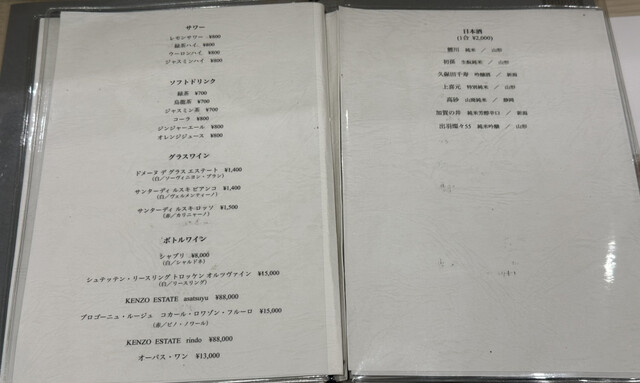 サワー
レモンサワー ¥800
緑茶ハイ ¥800
ウーロンハイ ¥800
ジャスミンハイ ¥800
ソフトドリンク
緑茶 ¥700
烏龍茶 ¥700
ジャスミン茶 ¥700
コーラ ¥800
ジンジャーエール ¥800
オレンジジュース ¥800
グラスワイン
ドメーヌ デ グラス エステート ¥1,400
(白/ソーヴィニヨン・ブラン)
サンターディ ルスキ ビアンコ ¥1,400
(白/ヴェルメンティーノ)
サンターディ ルスキ・ロッソ ¥1,500
(赤/カリニャーノ)
ボトルワイン
シャブリ ¥8,000
(白/シャルドネ)
シュテッテン・リースリング トロッケン オルツヴァイン ¥15,000
(白/リースリング)
KENZO ESTATE asatsuyu ¥88,000
ブロゴーニュ・ルージュ コカール・ロワゾン・フルーロ ¥15,000
(赤/ピノ・ノワール)
KENZO ESTATE rindo ¥88,000
オーパス・ワン ¥13,000
日本酒
(1合 ¥2,000)
純米 / 山形
初孫 生酛純米 / 山形
久保田千寿 吟醸酒 / 新潟
上喜元 特別純米 / 山形
高砂 山廃純米 / 静岡
加賀の井 純米芳醇辛口 / 新潟
出羽燦々55 純米吟醸 / 山形